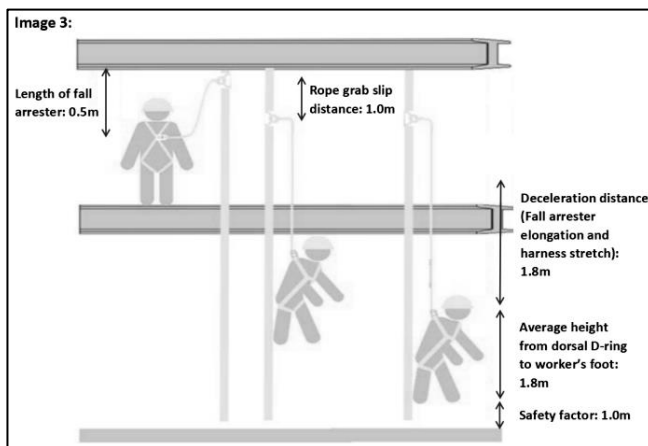 Image 3:
Length of fall
arrester: 0.5m
Rope grab slip
distance: 1.0m
Deceleration distance
(Fall arrester
elongation and
harness stretch):
1.8m
Average height
from dorsal D-ring
to worker's foot:
1.8m
Safety factor: 1.0m